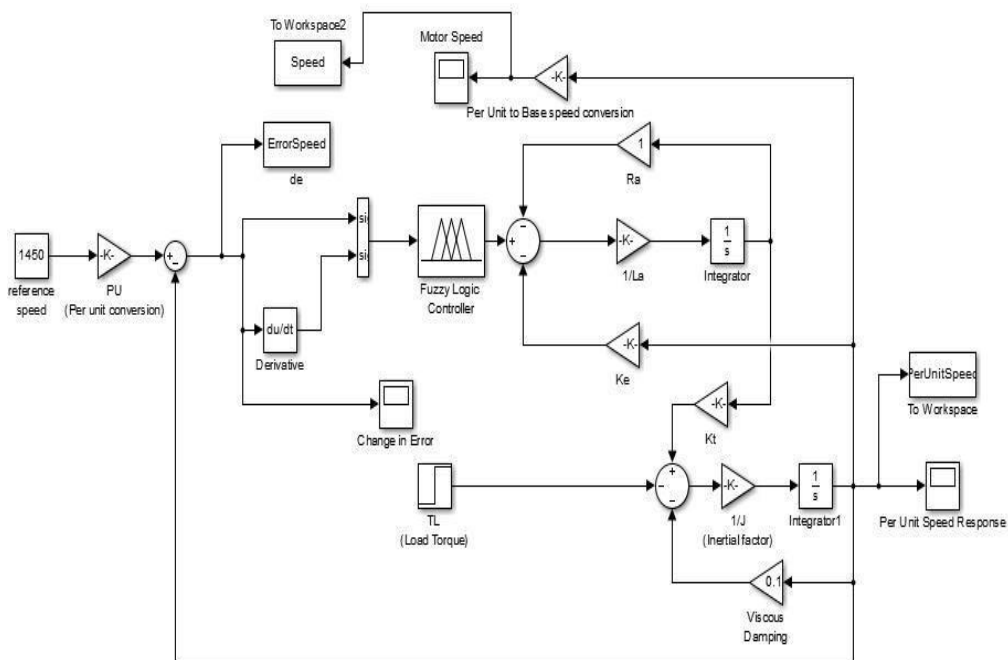 To Workspace2
Speed
Motor Speed
-K-
Per Unit to Base speed conversion
ErrorSpeed
de
1
Ra
1450
reference
speed
-K-
PU
(Per unit conversion)
+
-
sig
sig
Fuzzy Logic
Controller
-
+
-
-K-
1/La
1
s
Integrator
du/dt
Derivative
-K-
Ke
PerUnitSpeed
To Workspace
Change in Error
-K-
Kt
TL
(Load Torque)
+
-
-
-K-
1/J
(Inertial factor)
1
s
Integrator1
Per Unit Speed Response
0.1
Viscous
Damping